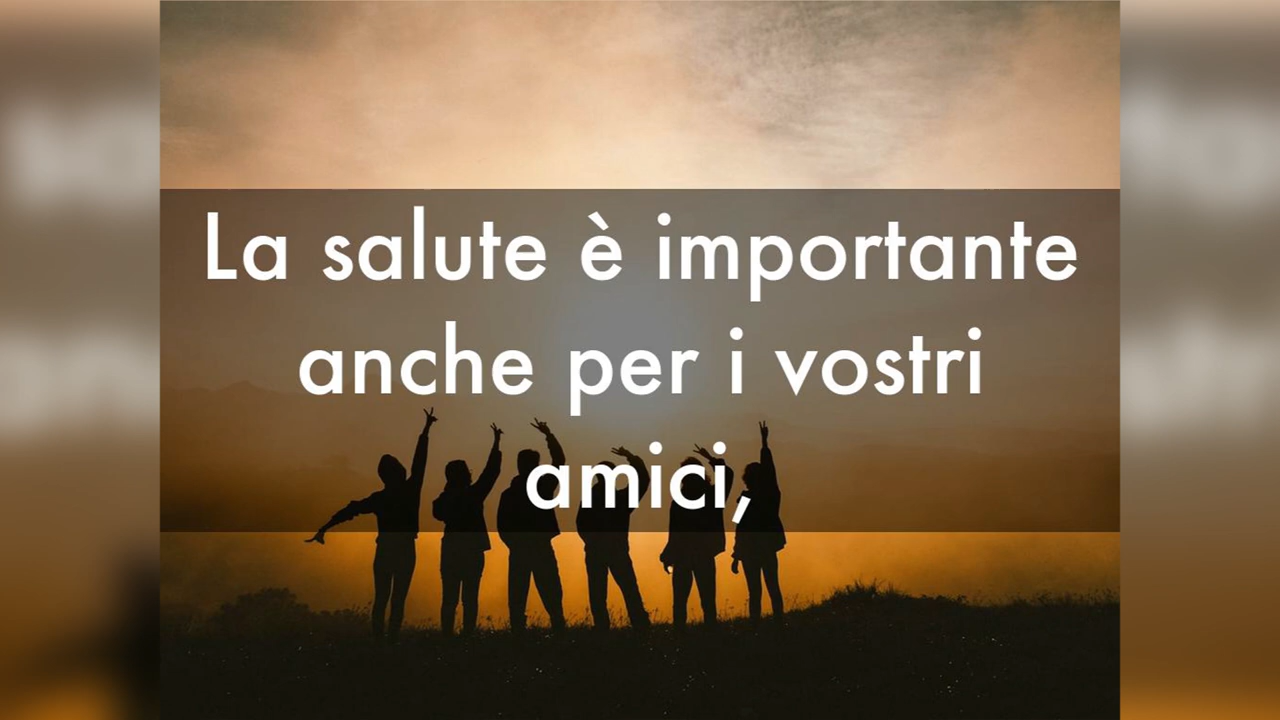 La salute è importante
anche per i vostri
amici,